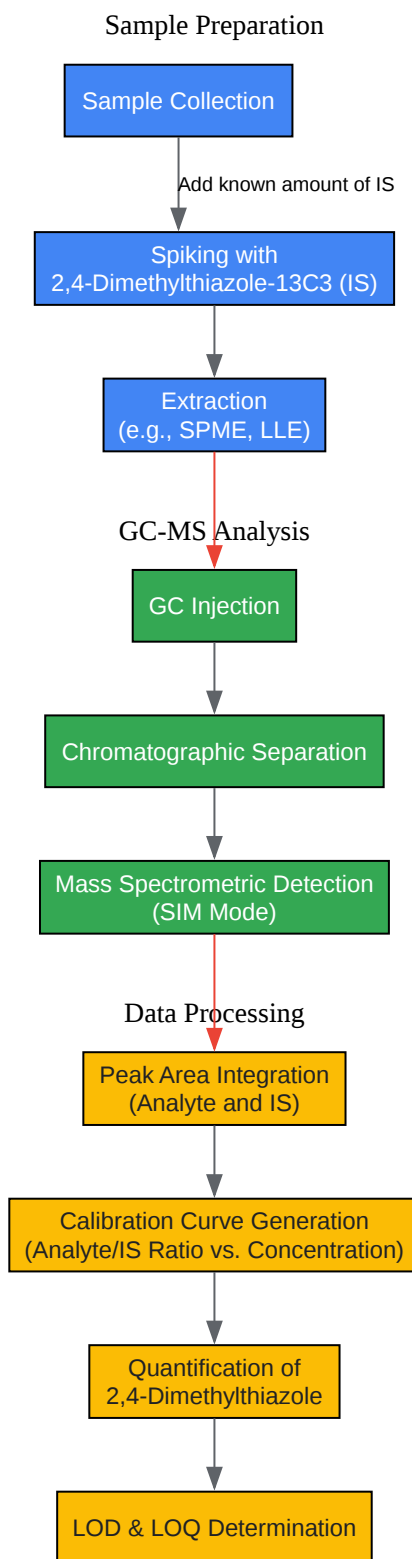 Sample Preparation
Sample Collection
Add known amount of IS
Spiking with
2,4-Dimethylthiazole-13C3 (IS)
Extraction
(e.g., SPME, LLE)
GC-MS Analysis
GC Injection
Chromatographic Separation
Mass Spectrometric Detection
(SIM Mode)
Data Processing
Peak Area Integration
(Analyte and IS)
Calibration Curve Generation
(Analyte/IS Ratio vs. Concentration)
Quantification of
2,4-Dimethylthiazole
LOD & LOQ Determination